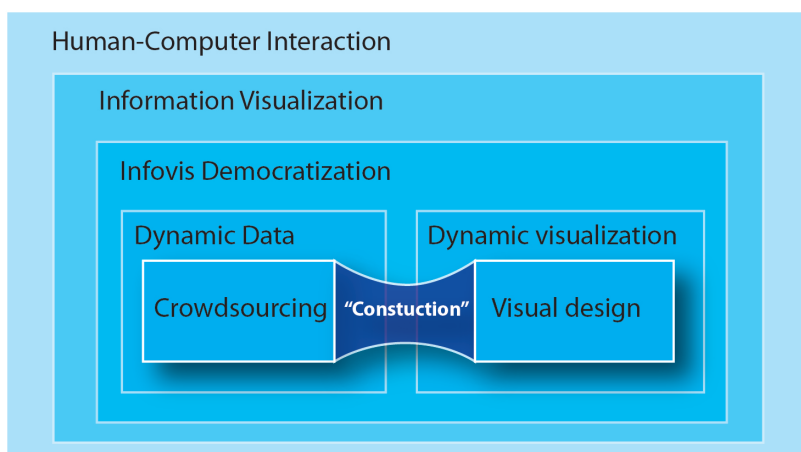 Human-Computer Interaction
Information Visualization
Infovis Democratization
Dynamic Data
Dynamic visualization
Crowdsourcing
“Constuction”
Visual design